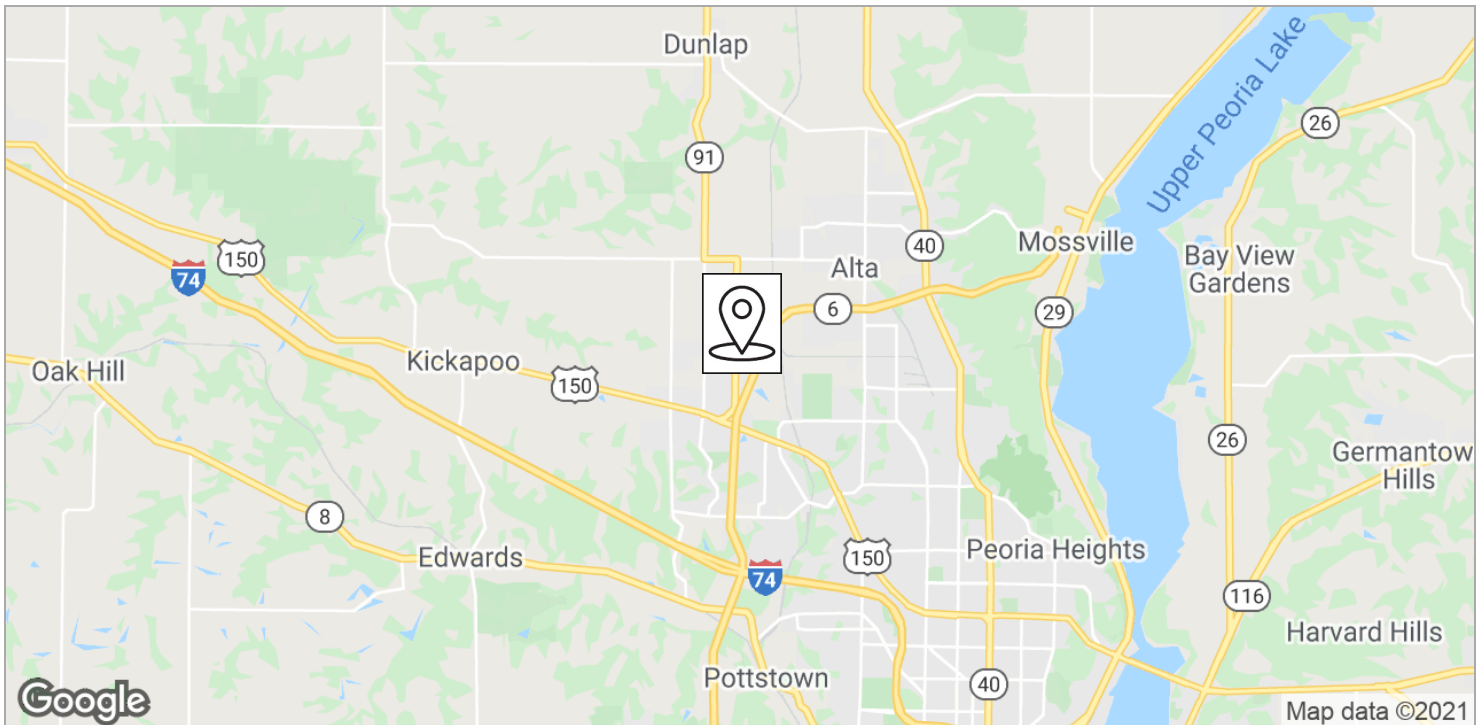 Dunlap
Upper Peoria Lake
26
91
150
40
Mossville
74
Alta
Bay View
Gardens
6
29
Kickapoo
Oak Hill
150
26
Germantow
Hills
8
Edwards
150
Peoria Heights
74
116
Harvard Hills
Pottstown
40
Google
Map data ©2021